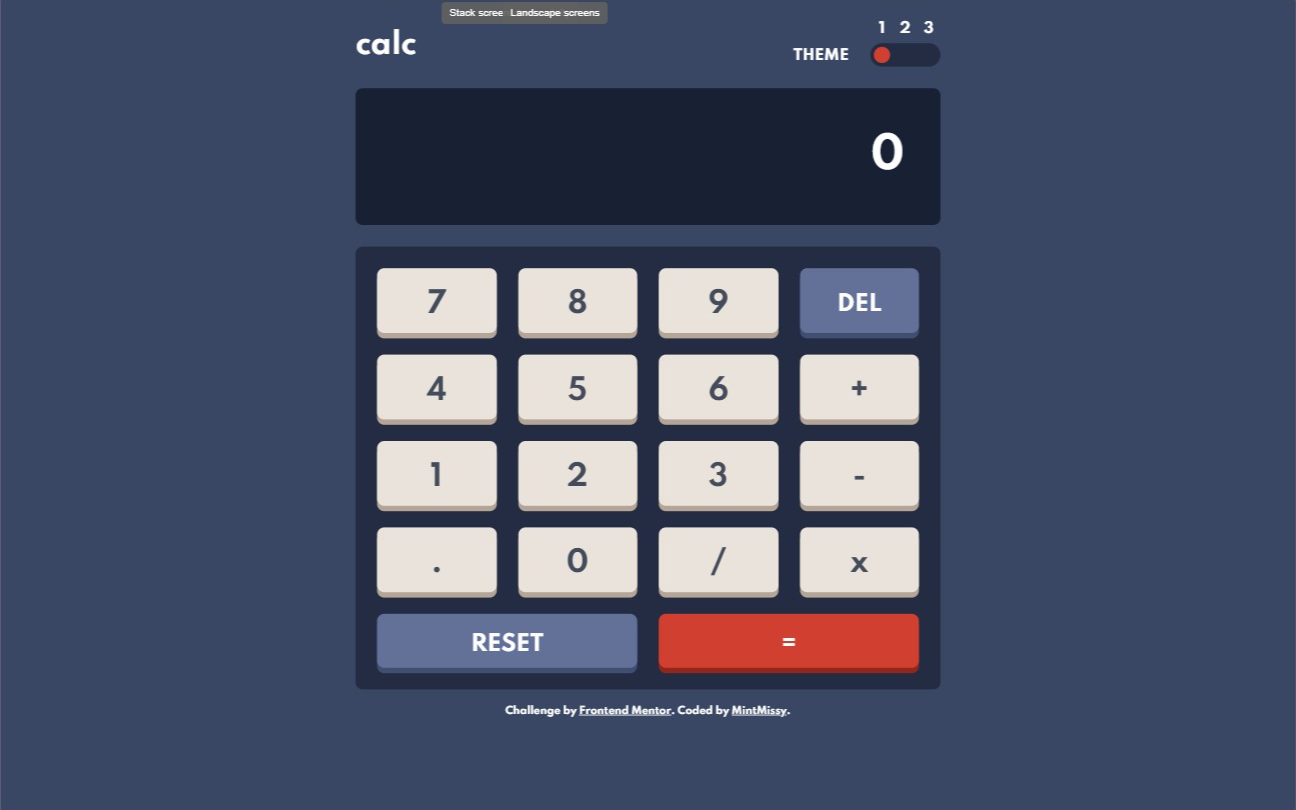 Stack scree Landscape screens
calc
1 2 3
THEME
0
7 8 9 DEL
4 5 6 +
1 2 3 -
. 0 / x
RESET =
Challenge by Frontend Mentor. Coded by MintMissy.